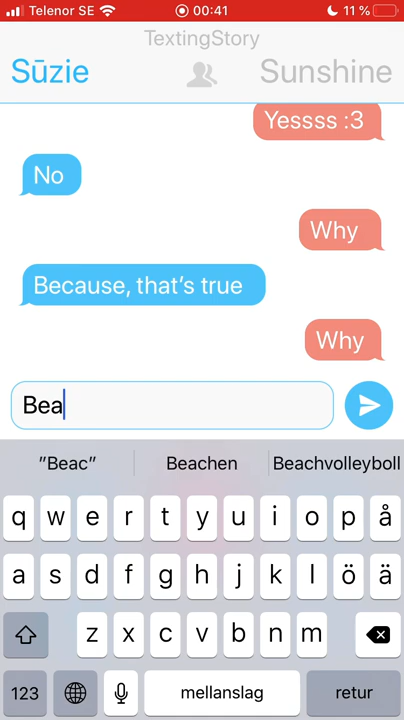 Telenor SE 00:41 11 %
TextingStory
Sūzie Sunshine
Yessss :3
No
Why
Because, that’s true
Why
Bea
”Beac” Beachen Beachvolleyboll
q w e r t y u i o p å
a s d f g h j k l ö ä
z x c v b n m
123 mellanslag retur